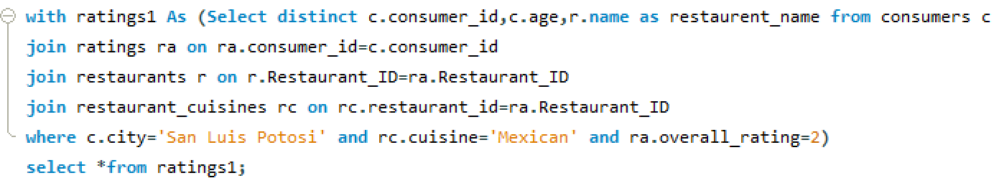 with ratings1 As (Select distinct c.consumer_id,c.age,r.name as restaurent_name from consumers c
join ratings ra on ra.consumer_id=c.consumer_id
join restaurants r on r.Restaurant_ID=ra.Restaurant_ID
join restaurant_cuisines rc on rc.restaurant_id=ra.Restaurant_ID
where c.city='San Luis Potosi' and rc.cuisine='Mexican' and ra.overall_rating=2)
select *from ratings1;